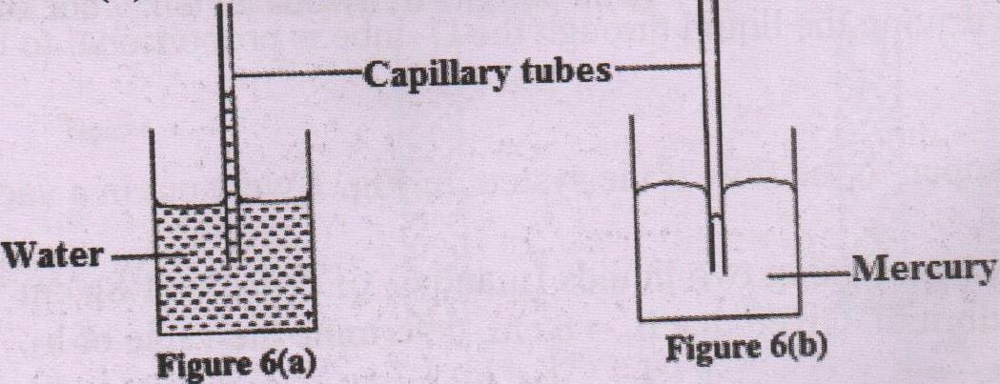 Capillary tubes
Water
Mercury
Figure 6(a)
Figure 6(b)